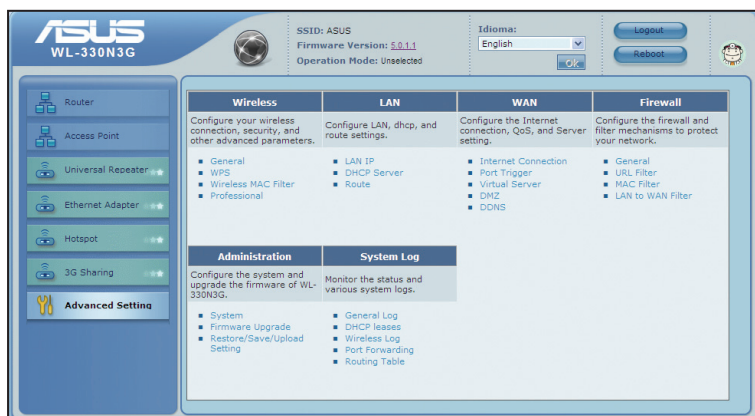 ASUS
WL-330N3G
SSID: ASUS
Firmware Version: 5.0.1.1
Operation Mode: Unselected
Idioma:
English
Ok
Logout
Reboot
Router
Access Point
Universal Repeater
Ethernet Adapter
Hotspot
3G Sharing
Advanced Setting
Wireless
Configure your wireless
connection, security, and
other advanced parameters.
General
WPS
Wireless MAC Filter
Professional
LAN
Configure LAN, dhcp, and
route settings.
LAN IP
DHCP Server
Route
WAN
Configure the Internet
connection, QoS, and Server
setting.
Internet Connection
Port Trigger
Virtual Server
DMZ
DDNS
Firewall
Configure the firewall and
filter mechanisms to protect
your network.
General
URL Filter
MAC Filter
LAN to WAN Filter
Administration
Configure the system and
upgrade the firmware of WL-
330N3G.
System
Firmware Upgrade
Restore/Save/Upload
Setting
System Log
Monitor the status and
various system logs.
General Log
DHCP leases
Wireless Log
Port Forwarding
Routing Table